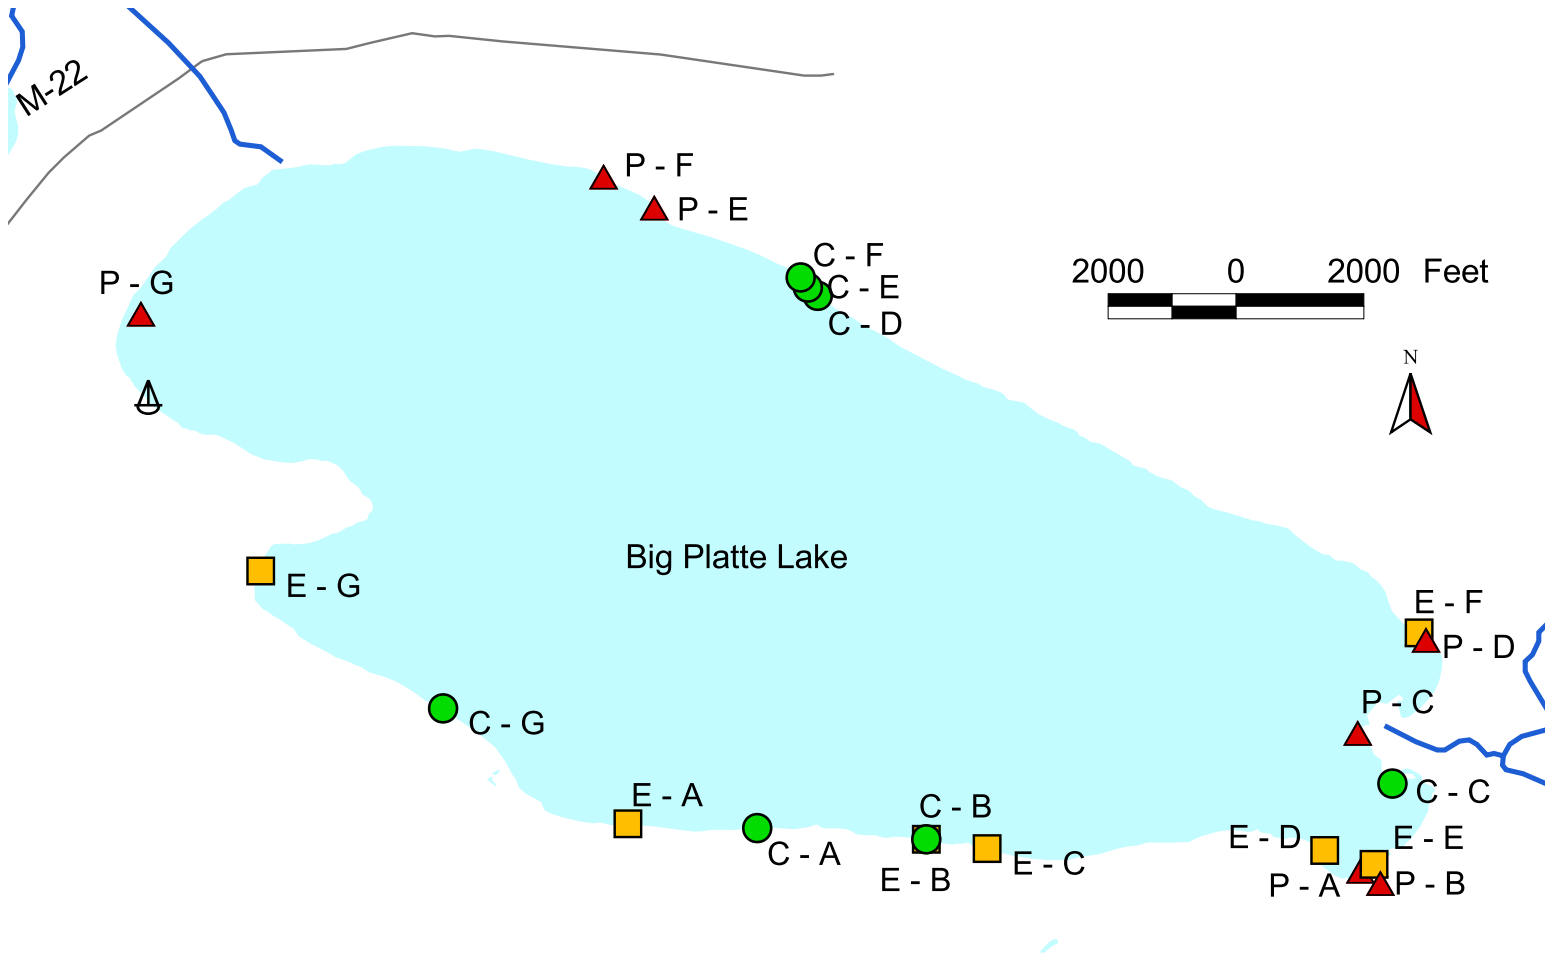 M-22
P - F
P - E
C - F
P - G
2000 0 2000 Feet
C - E
C - D
N
Big Platte Lake
E - G
E - F
P - D
P - C
C - G
C - C
E - A
C - B
E - D
E - E
C - A
E - C
E - B
P - A
P - B